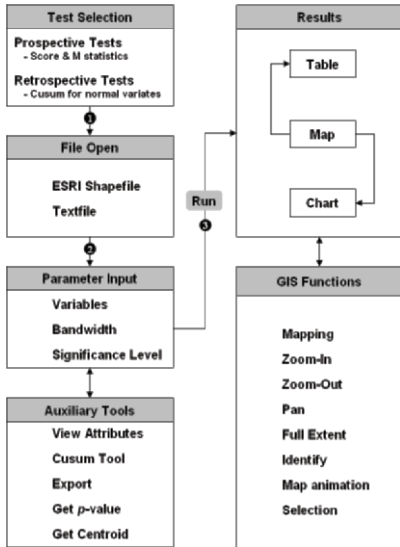 Test Selection
Prospective Tests
- Score & M statistics
Retrospective Tests
- Cusum for normal variates
1
File Open
ESRI Shapefile
Textfile
2
Parameter Input
Variables
Bandwidth
Significance Level
Auxiliary Tools
View Attributes
Cusum Tool
Export
Get p-value
Get Centroid
Run
3
Results
Table
Map
Chart
GIS Functions
Mapping
Zoom-In
Zoom-Out
Pan
Full Extent
Identify
Map animation
Selection